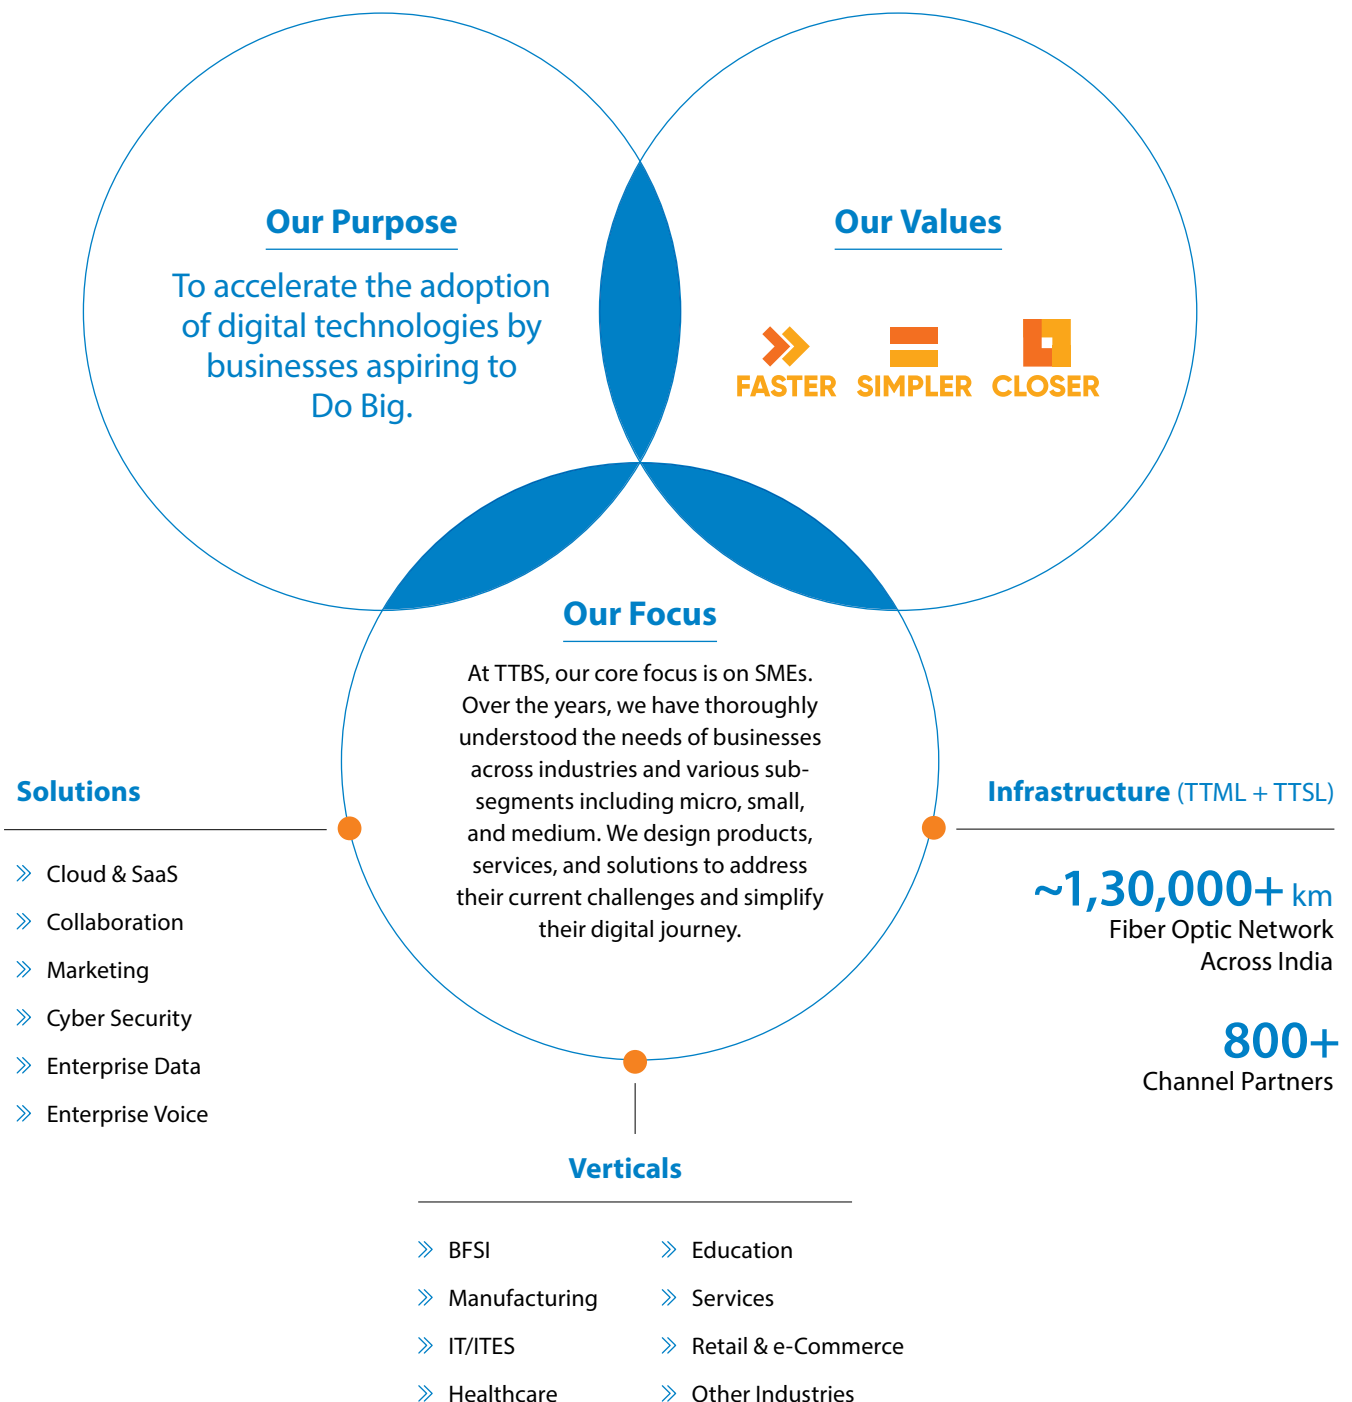 Our Purpose
To accelerate the adoption
of digital technologies by
businesses aspiring to
Do Big.
Our Values
FASTER SIMPLER CLOSER
Our Focus
At TTBS, our core focus is on SMEs.
Over the years, we have thoroughly
understood the needs of businesses
across industries and various sub-
segments including micro, small,
and medium. We design products,
services, and solutions to address
their current challenges and simplify
their digital journey.
Solutions
Cloud & SaaS
Collaboration
Marketing
Cyber Security
Enterprise Data
Enterprise Voice
Infrastructure (TTML + TTSL)
~1,30,000+ km
Fiber Optic Network
Across India
800+
Channel Partners
Verticals
BFSI
Manufacturing
IT/ITES
Healthcare
Education
Services
Retail & e-Commerce
Other Industries